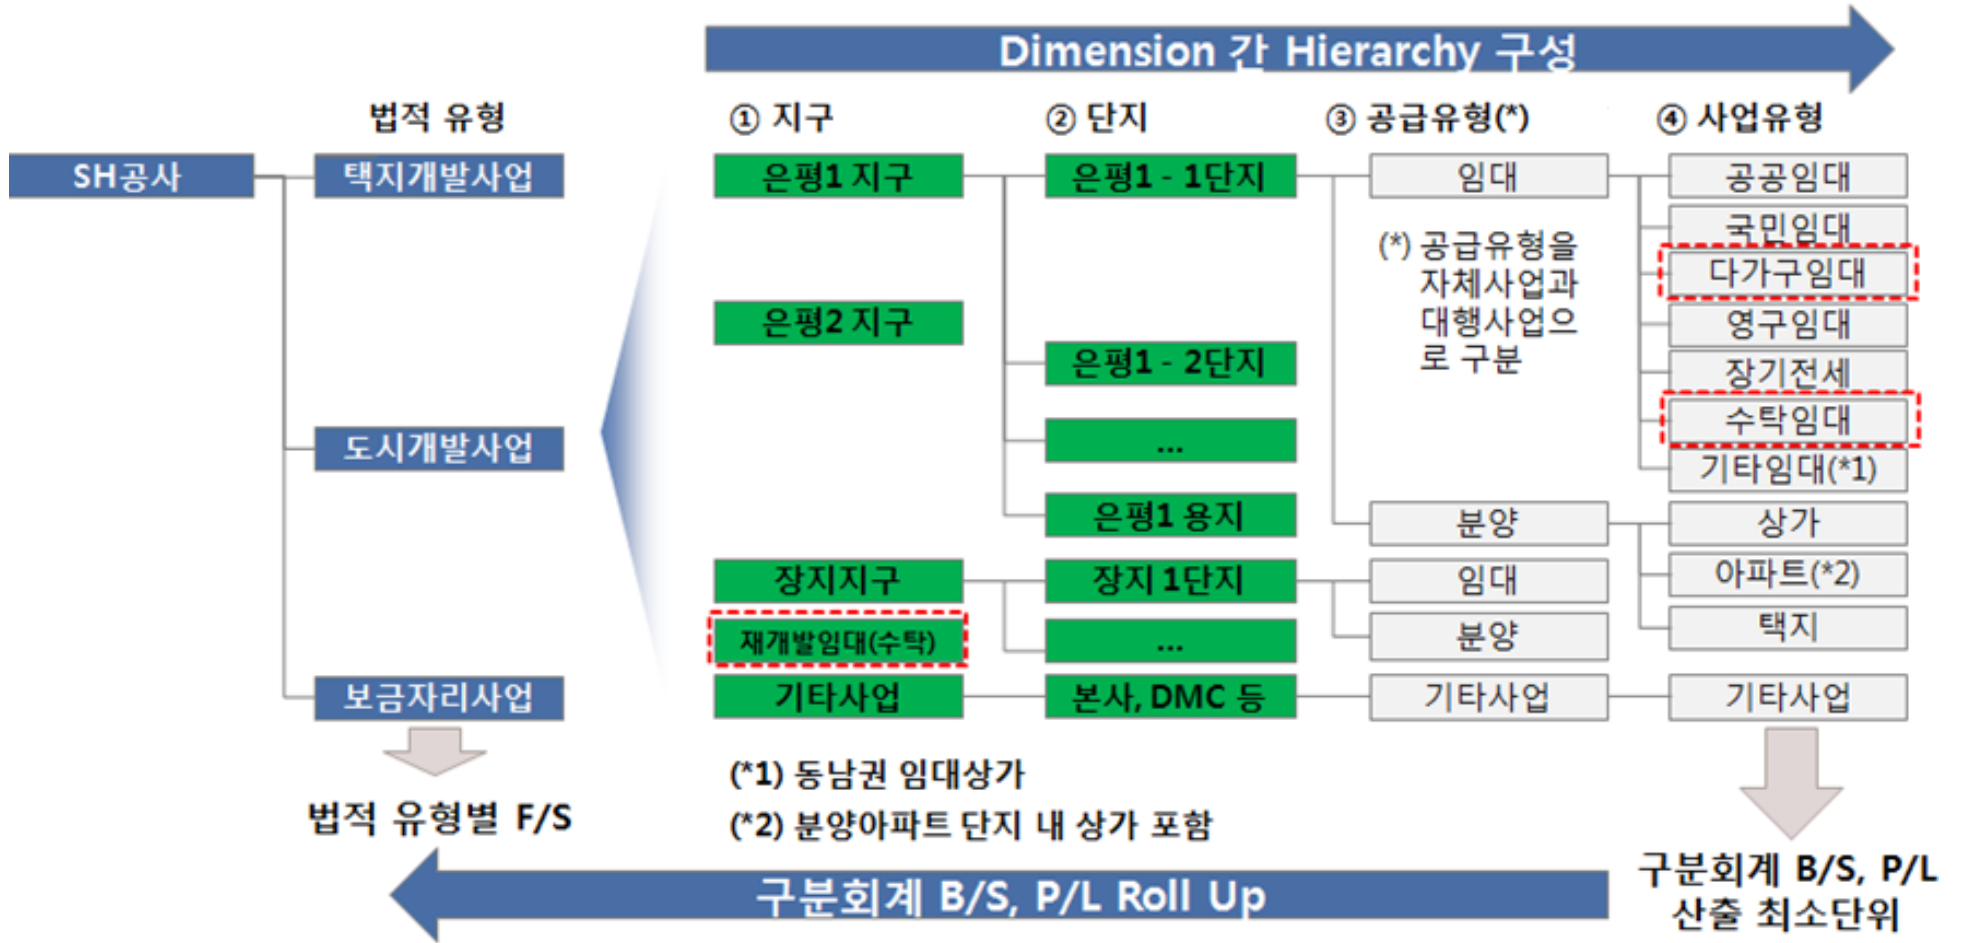 Dimension 간 Hierarchy 구성
법적 유형
① 지구
② 단지
③ 공급유형(*)
④ 사업유형
SH공사
택지개발사업
은평1 지구
은평1 - 1단지
임대
공공임대
국민임대
(*) 공급유형을
자체사업과
대행사업으
로 구분
다가구임대
은평2 지구
영구임대
은평1 - 2단지
장기전세
수탁임대
도시개발사업
...
기타임대(*1)
은평1 용지
분양
상가
장지지구
장지 1단지
임대
아파트(*2)
재개발임대(수탁)
...
분양
택지
보금자리사업
기타사업
본사, DMC 등
기타사업
기타사업
(*1) 동남권 임대상가
(*2) 분양아파트 단지 내 상가 포함
법적 유형별 F/S
구분회계 B/S, P/L
산출 최소단위
구분회계 B/S, P/L Roll Up